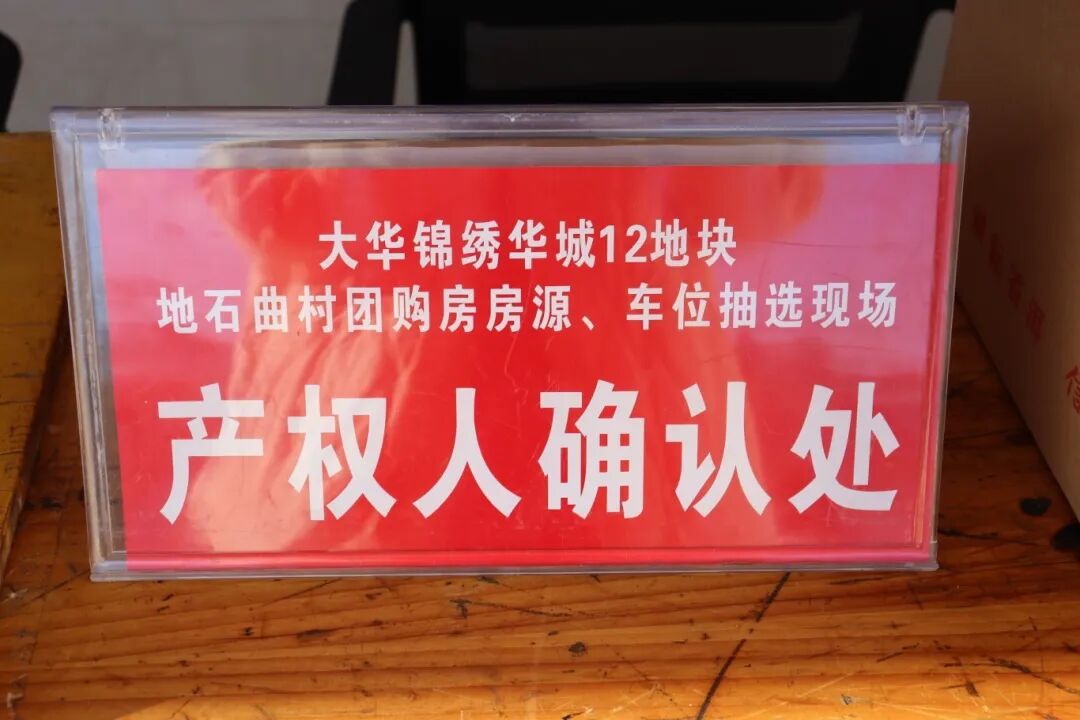 大华锦绣华城12地块
地石曲村团购房房源、车位抽选现场
产权人确认处